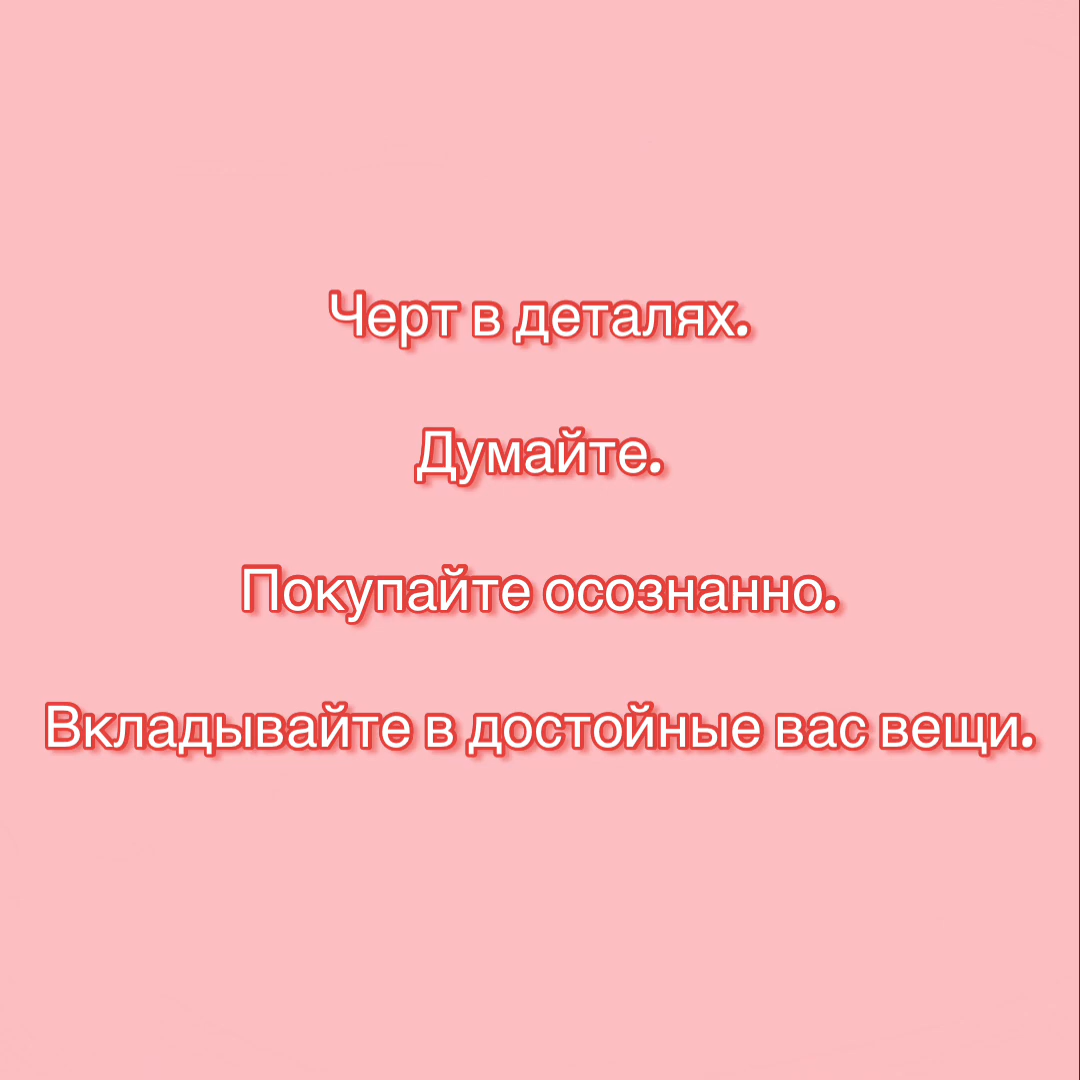 Черт в деталях.
Думайте.
Покупайте осознанно.
Вкладывайте в достойные вас вещи.